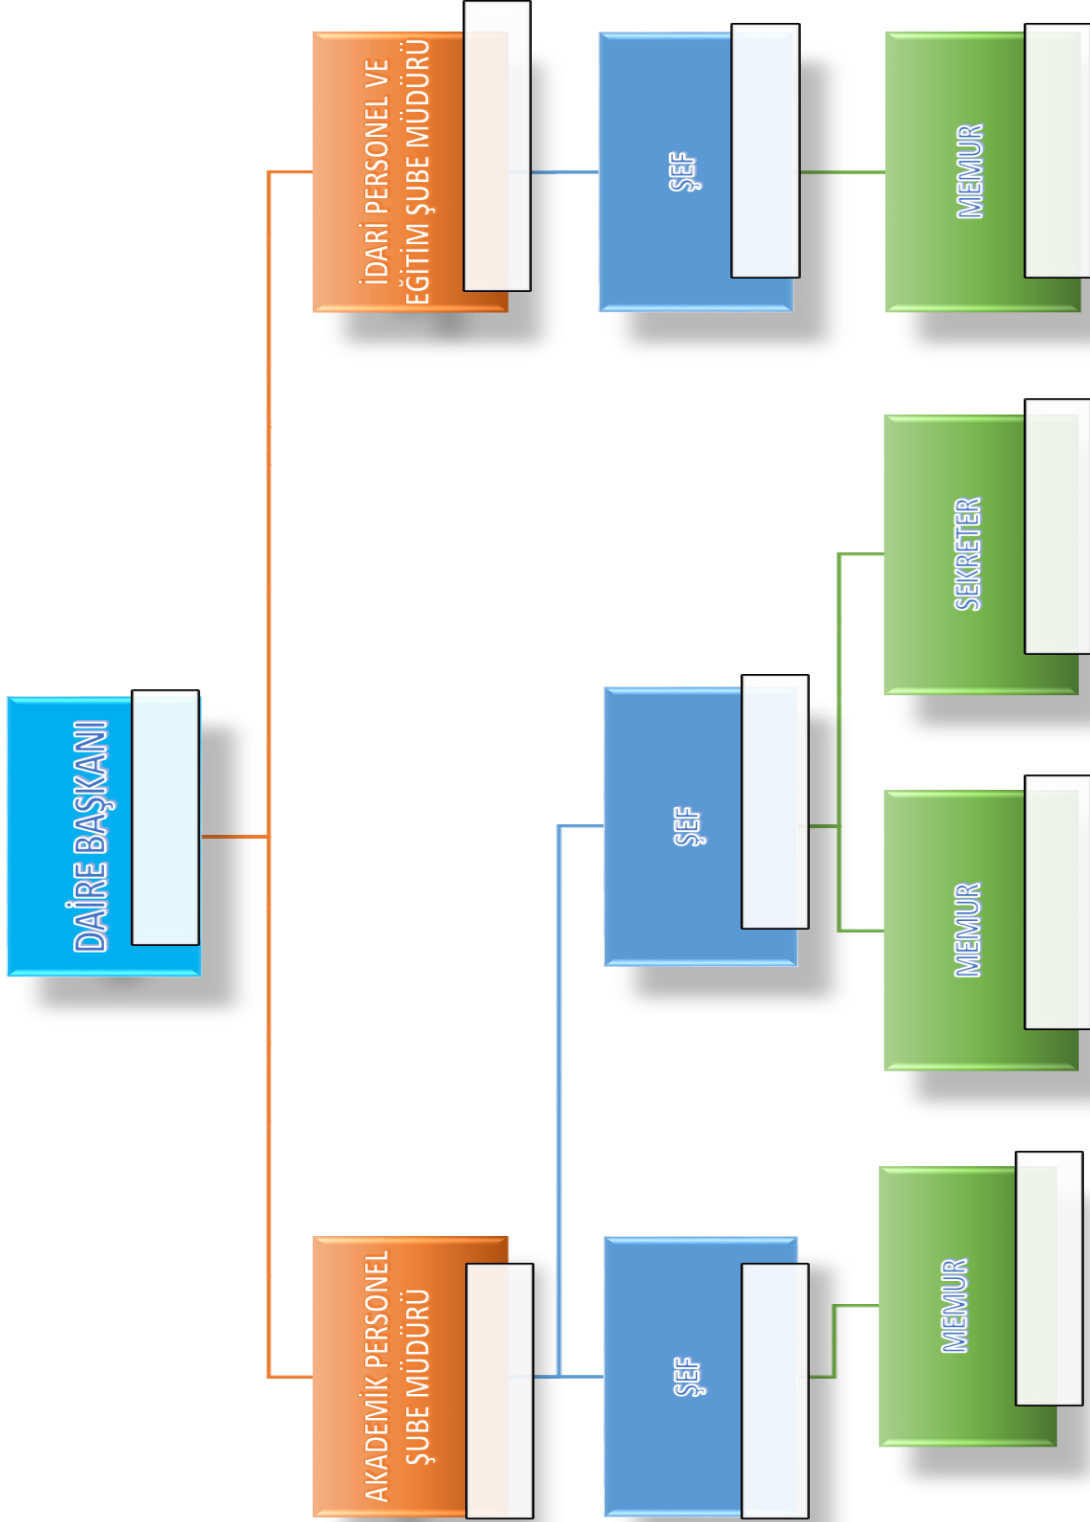 DAİRE BAŞKANI
AKADEMİK PERSONEL
ŞUBE MÜDÜRÜ
İDARİ PERSONEL VE
EĞİTİM ŞUBE MÜDÜRÜ
ŞEF
ŞEF
ŞEF
MEMUR
MEMUR
SEKRETER
MEMUR